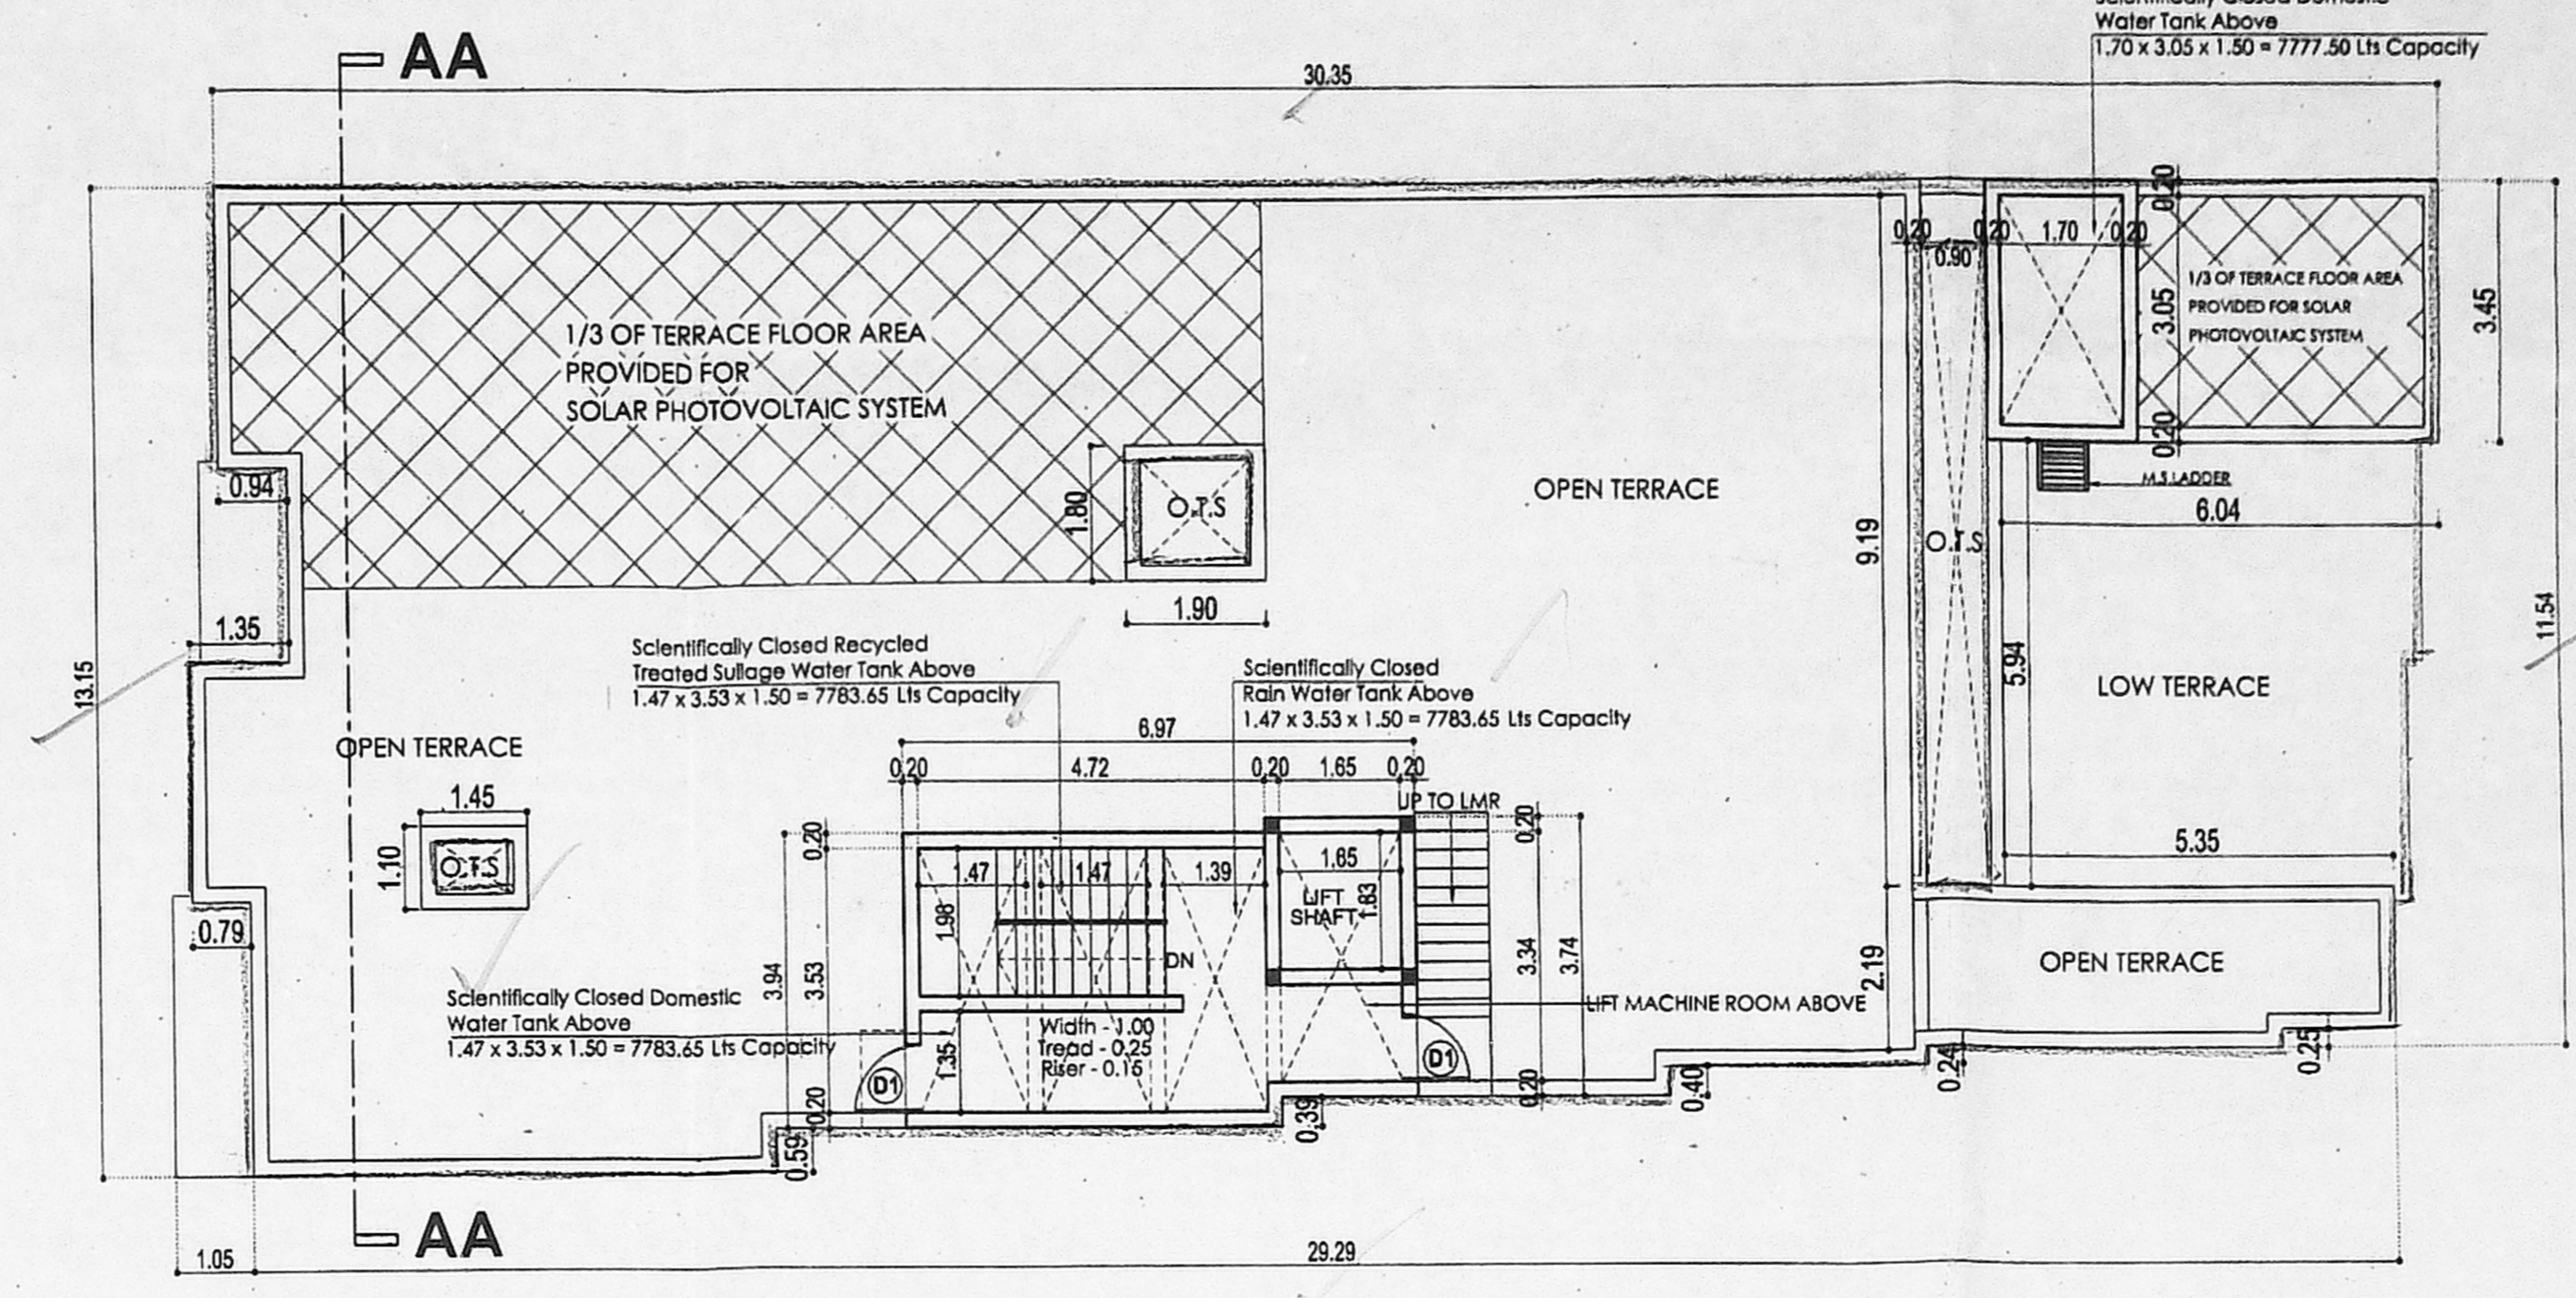 Scientifically Closed Domestic
Water Tank Above
1.70 x 3.05 x 1.50 = 7777.50 Lts Capacity
AA
30.35
0.20
0.20
0.20
1.70
0.20
0.90
1/3 OF TERRACE FLOOR AREA
PROVIDED FOR SOLAR
PHOTOVOLTAIC SYSTEM
3.05
3.45
0.20
1/3 OF TERRACE FLOOR AREA
PROVIDED FOR
SOLAR PHOTOVOLTAIC SYSTEM
0.94
O.T.S
1.80
1.90
OPEN TERRACE
9.19
O.T.S
M.S.LADDER
6.04
11.54
1.35
13.15
Scientifically Closed Recycled
Treated Sullage Water Tank Above
1.47 x 3.53 x 1.50 = 7783.65 Lts Capacity
Scientifically Closed
Rain Water Tank Above
1.47 x 3.53 x 1.50 = 7783.65 Lts Capacity
5.94
LOW TERRACE
OPEN TERRACE
6.97
0.20
4.72
0.20
1.65
0.20
1.45
1.10
O.T.S
UP TO LMR
0.20
0.20
5.35
1.47
1.47
1.39
1.65
LIFT
SHAFT
1.63
1.98
DN
0.79
3.94
3.53
3.34
3.74
2.19
OPEN TERRACE
Scientifically Closed Domestic
Water Tank Above
1.47 x 3.53 x 1.50 = 7783.65 Lts Capacity
LIFT MACHINE ROOM ABOVE
Width - 1.00
Tread - 0.25
Riser - 0.15
1.35
D1
D1
0.20
0.20
0.59
0.39
0.40
0.24
0.25
AA
1.05
29.29